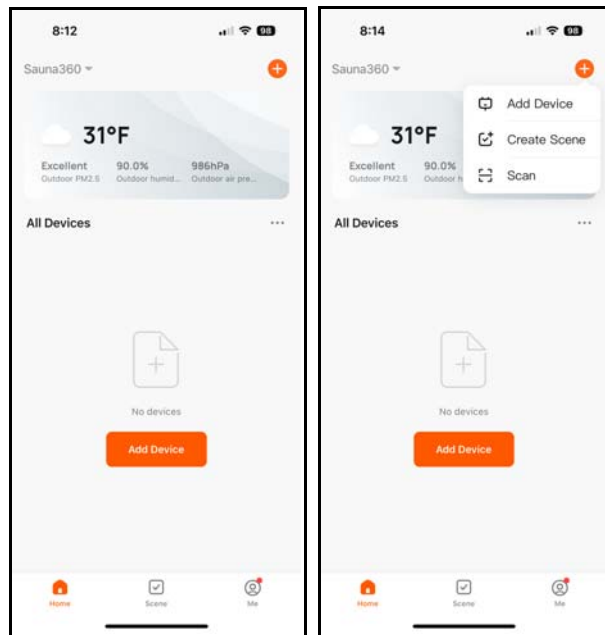 8:12
98
Sauna360
31°F
Excellent 90.0% 986hPa
Outdoor PM2.5 Outdoor humid... Outdoor air pre...
All Devices
No devices
Add Device
Home Scene Me
8:14
98
Sauna360
Add Device
Create Scene
Scan
31°F
Excellent 90.0%
Outdoor PM2.5 Outdoor h
All Devices
No devices
Add Device
Home Scene Me